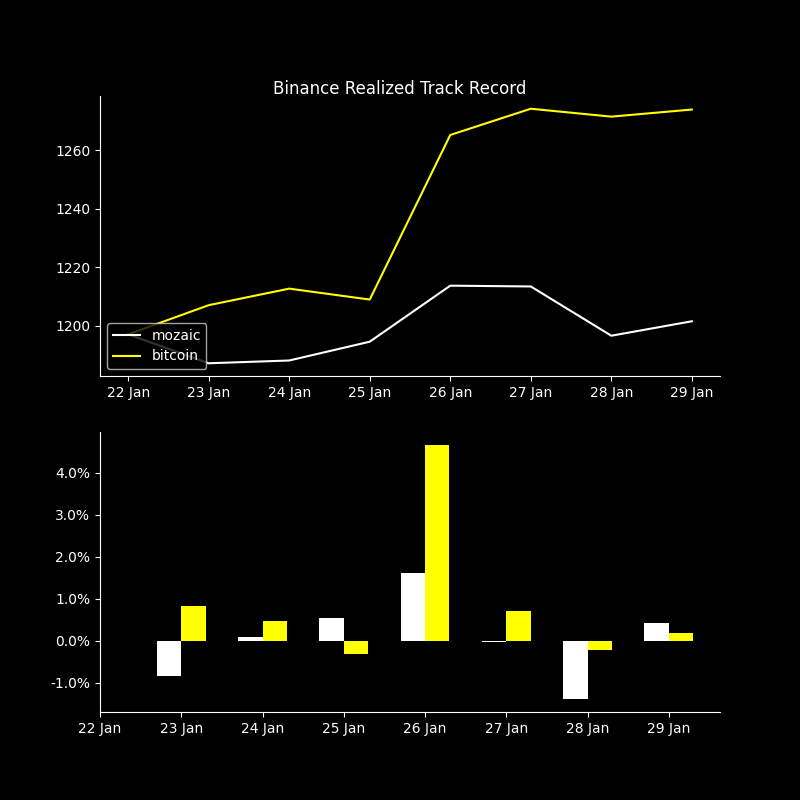 Binance Realized Track Record
1260
1240
1220
1200
mozaic
bitcoin
22 Jan 23 Jan 24 Jan 25 Jan 26 Jan 27 Jan 28 Jan 29 Jan
4.0%
3.0%
2.0%
1.0%
0.0%
-1.0%
22 Jan 23 Jan 24 Jan 25 Jan 26 Jan 27 Jan 28 Jan 29 Jan